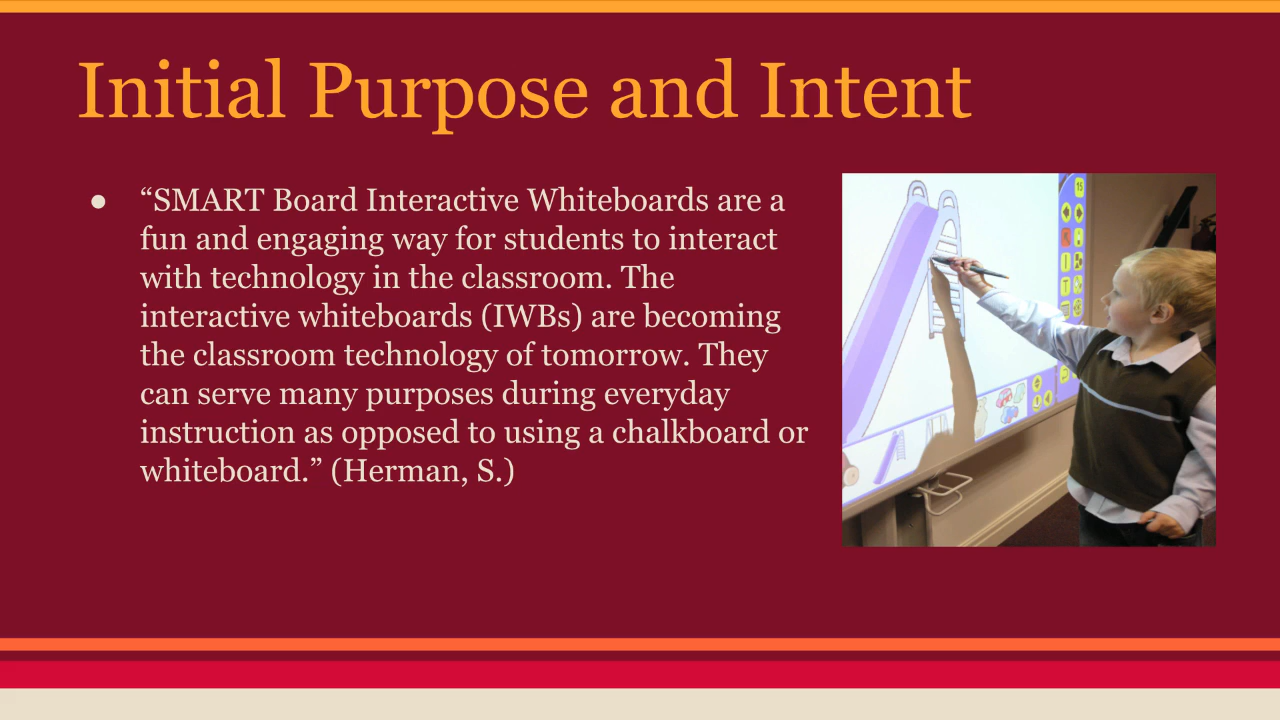 Initial Purpose and Intent
● “SMART Board Interactive Whiteboards are a
fun and engaging way for students to interact
with technology in the classroom. The
interactive whiteboards (IWBs) are becoming
the classroom technology of tomorrow. They
can serve many purposes during everyday
instruction as opposed to using a chalkboard or
whiteboard.” (Herman, S.)
15